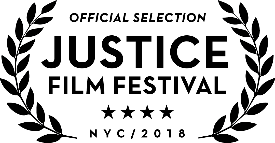 OFFICIAL SELECTION
JUSTICE
FILM FESTIVAL
NYC/2018